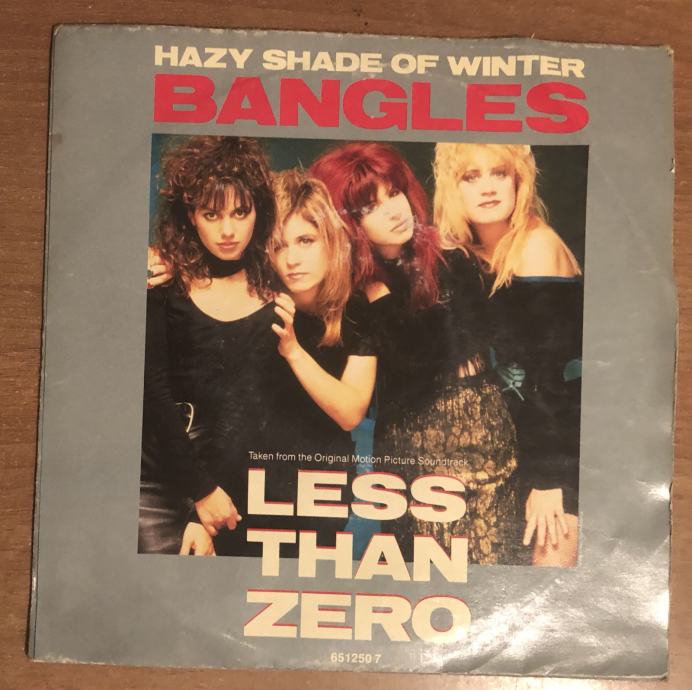 HAZY SHADE OF WINTER
BANGLES
Taken from the Original Motion Picture Soundtrack
LESS
THAN
ZERO
651250 7